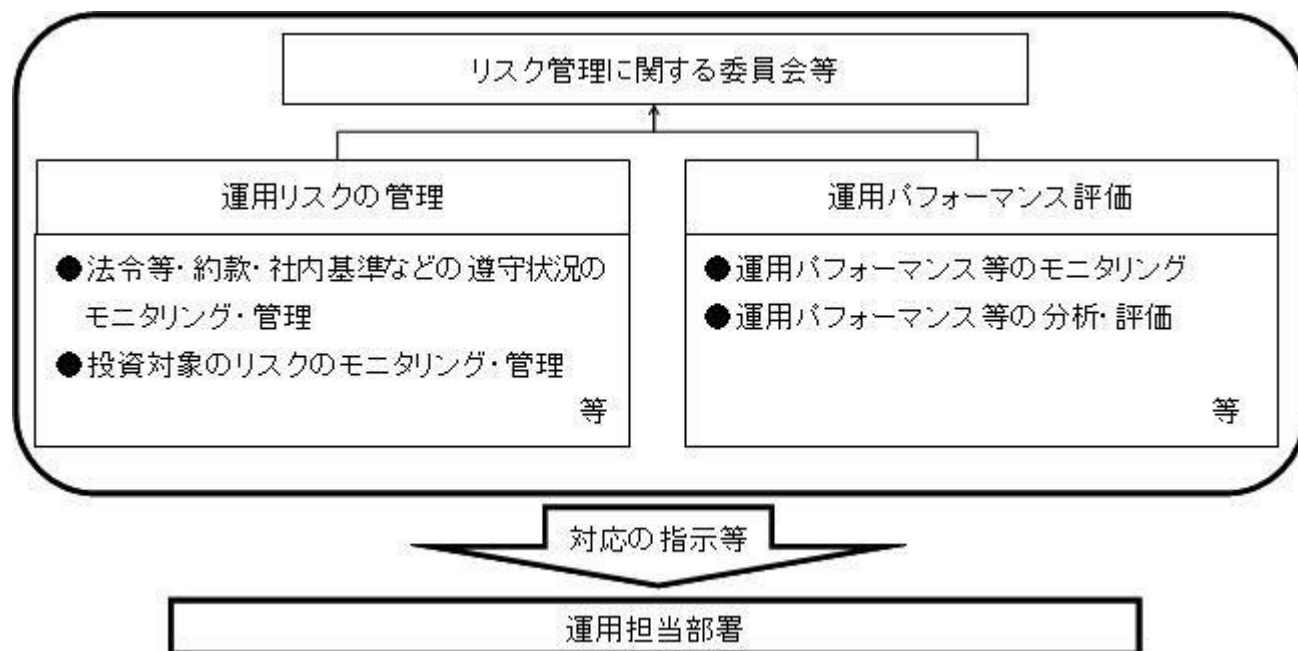 リスク管理に関する委員会等
運用リスクの管理
●法令等・約款・社内基準などの遵守状況の
モニタリング・管理
●投資対象のリスクのモニタリング・管理
等
運用パフォーマンス評価
●運用パフォーマンス等のモニタリング
●運用パフォーマンス等の分析・評価
等
対応の指示等
運用担当部署